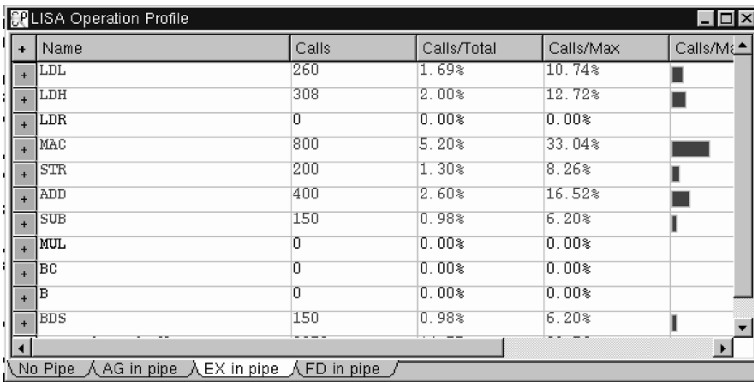 LISA Operation Profile
+ Name Calls Calls/Total Calls/Max
+ LDL 260 1.69% 10.74%
+ LDH 308 2.00% 12.72%
+ LDR 0 0.00% 0.00%
+ MAC 800 5.20% 33.04%
+ STR 200 1.30% 8.26%
+ ADD 400 2.60% 16.52%
+ SUB 150 0.98% 6.20%
+ MUL 0 0.00% 0.00%
+ BC 0 0.00% 0.00%
+ B 0 0.00% 0.00%
+ BDS 150 0.98% 6.20%
No Pipe AG in pipe EX in pipe FD in pipe